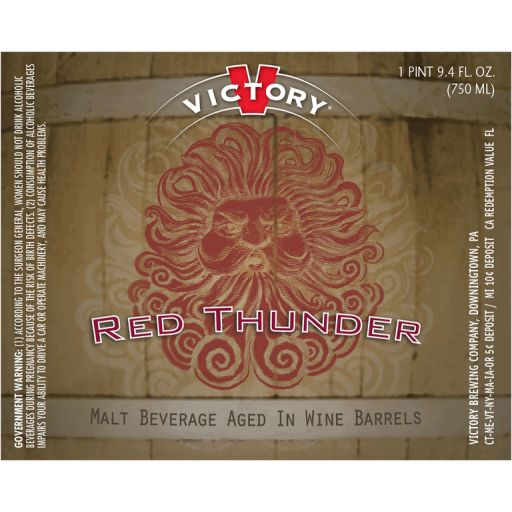 VICTORY
1 PINT 9.4 FL. OZ.
(750 ML)
RED THUNDER
MALT BEVERAGE AGED IN WINE BARRELS
GOVERNMENT WARNING: (1) ACCORDING TO THE SURGEON GENERAL, WOMEN SHOULD NOT DRINK ALCOHOLIC
BEVERAGES DURING PREGNANCY BECAUSE OF THE RISK OF BIRTH DEFECTS. (2) CONSUMPTION OF ALCOHOLIC BEVERAGES
IMPAIRS YOUR ABILITY TO DRIVE A CAR OR OPERATE MACHINERY, AND MAY CAUSE HEALTH PROBLEMS.
VICTORY BREWING COMPANY, DOWNINGTOWN, PA
CT-ME-VT-NY-MA-IA-OR 5¢ DEPOSIT / MI 10¢ DEPOSIT CA REDEMPTION VALUE FL